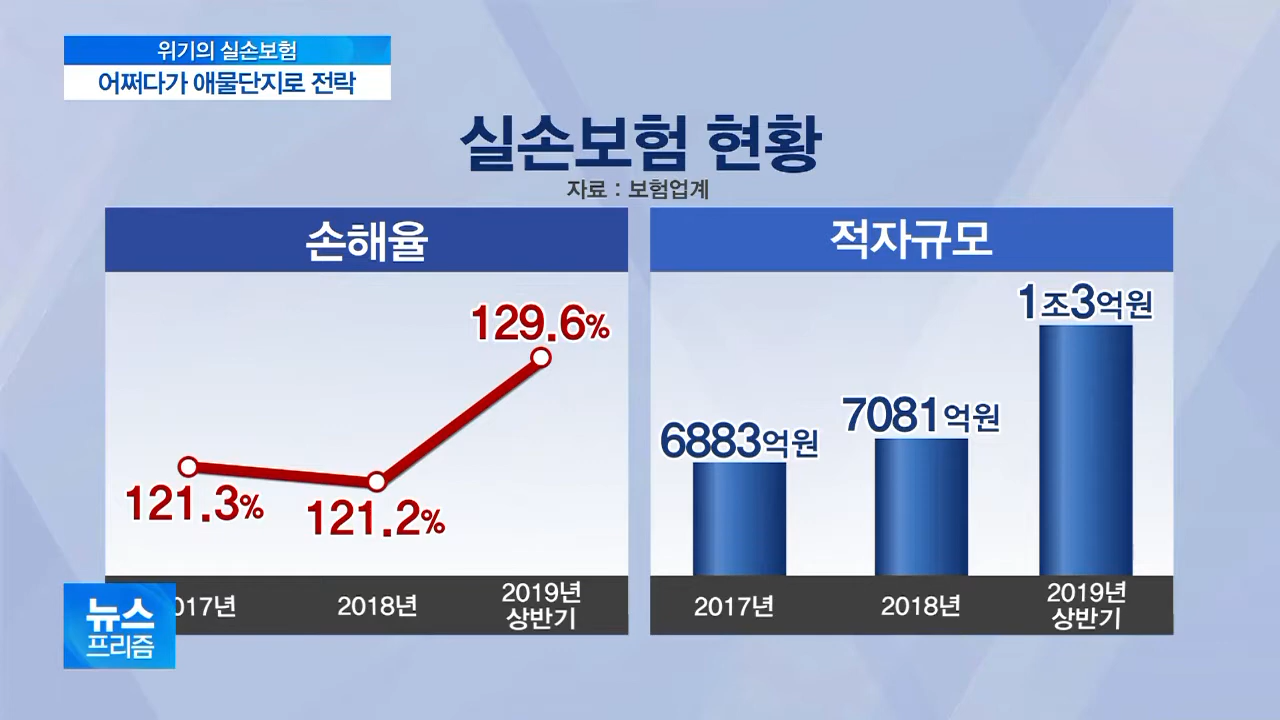 위기의 실손보험
어쩌다가 애물단지로 전락
실손보험 현황
자료 : 보험업계
손해율
129.6%
121.3%
121.2%
017년
2018년
2019년
상반기
적자규모
1조3억원
7081억원
6883억원
2017년
2018년
2019년
상반기
뉴스
프리즘